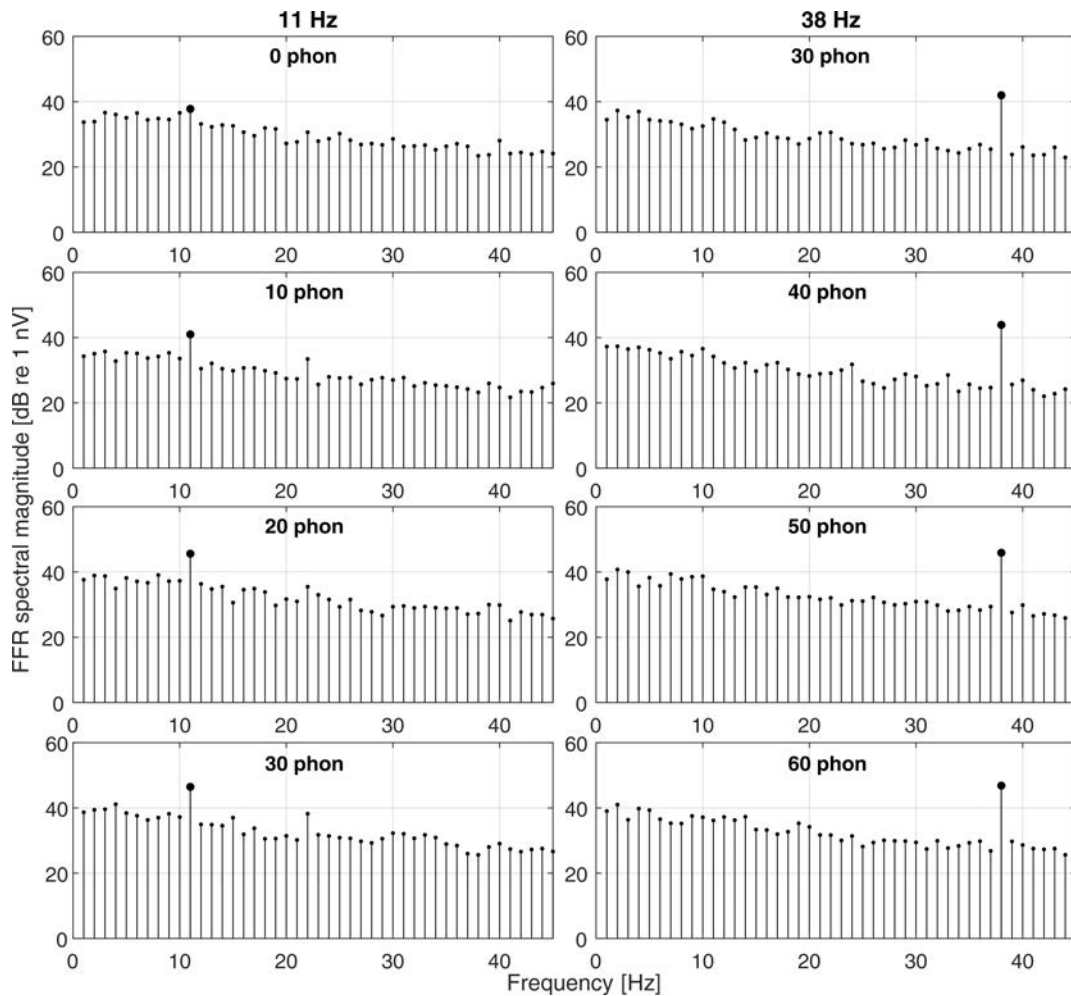 11 Hz 38 Hz
60 0 phon 60 30 phon
40 40
20 20
0 0
0 10 20 30 40 0 10 20 30 40
60 10 phon 60 40 phon
40 40
20 20
0 0
0 10 20 30 40 0 10 20 30 40
FFR spectral magnitude [dB re 1 nV]
60 20 phon 60 50 phon
40 40
20 20
0 0
0 10 20 30 40 0 10 20 30 40
60 30 phon 60 60 phon
40 40
20 20
0 0
0 10 20 30 40 0 10 20 30 40
Frequency [Hz]